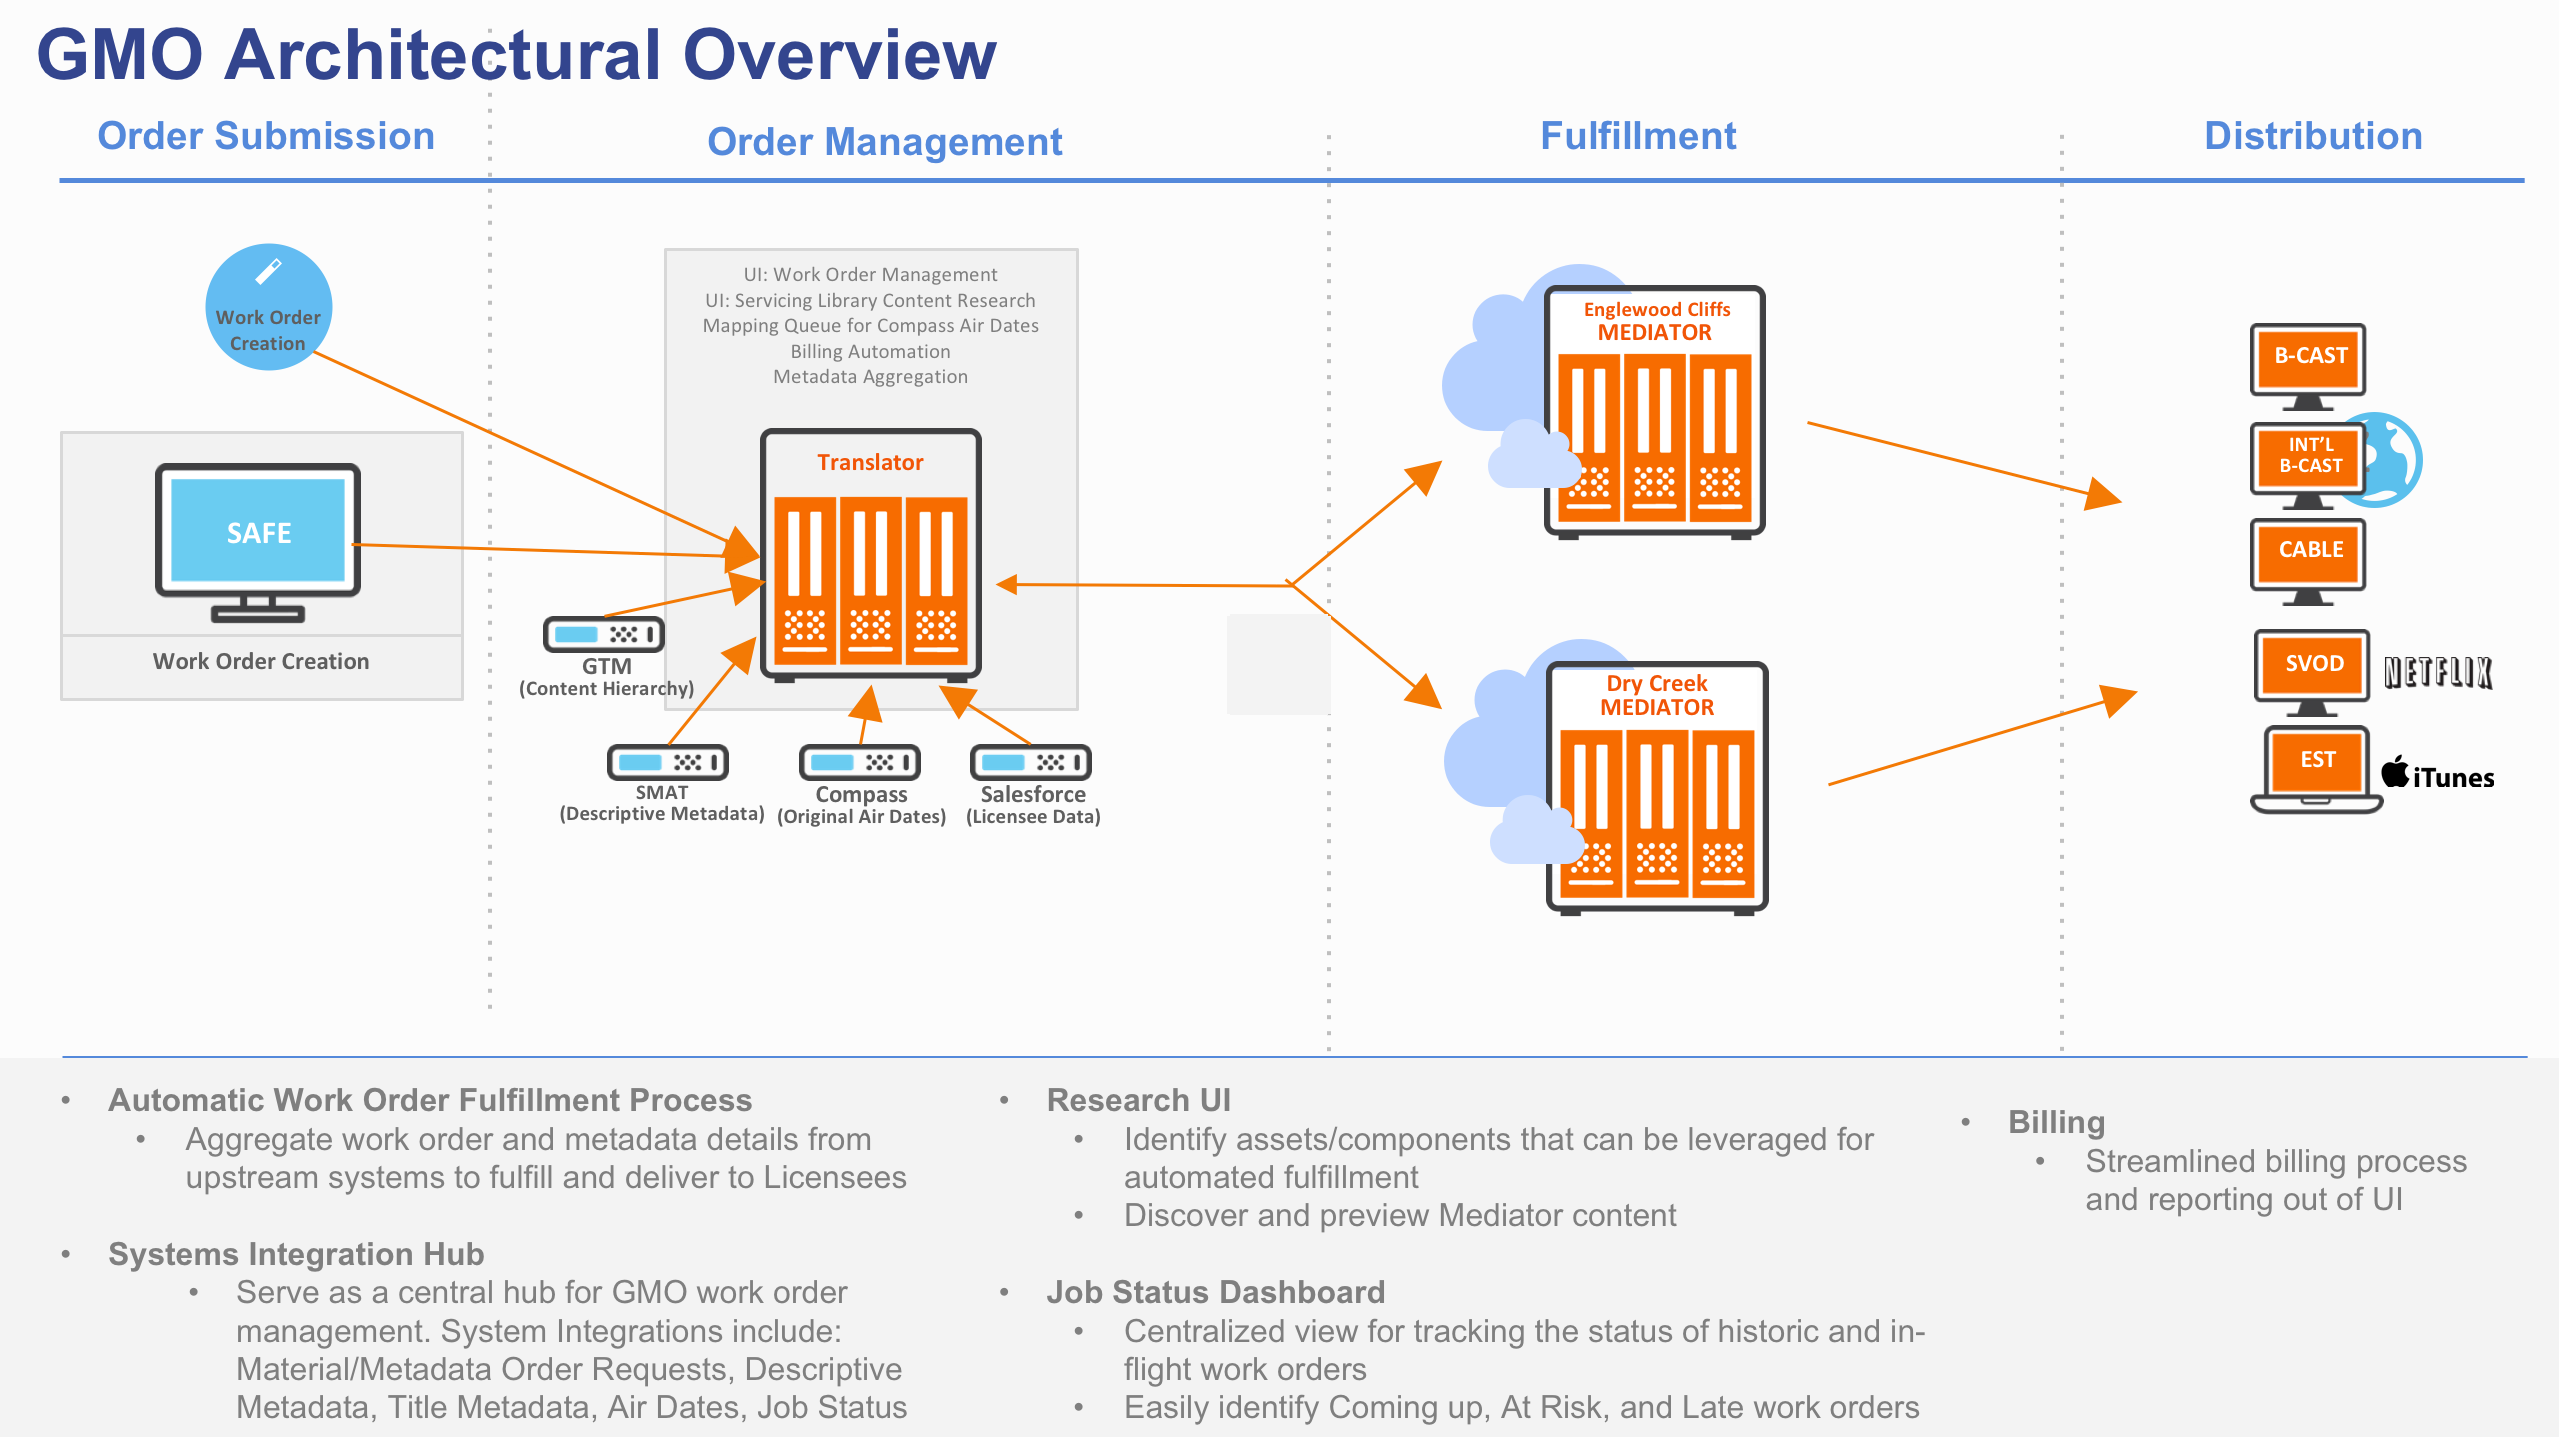 GMO Architectural Overview
Order Submission
Order Management
Fulfillment
Distribution
Work Order
Creation
SAFE
Work Order Creation
UI: Work Order Management
UI: Servicing Library Content Research
Mapping Queue for Compass Air Dates
Billing Automation
Metadata Aggregation
Translator
GTM
(Content Hierarchy)
SMAT
(Descriptive Metadata)
Compass
(Original Air Dates)
Salesforce
(Licensee Data)
Englewood Cliffs
MEDIATOR
Dry Creek
MEDIATOR
B-CAST
INT’L
B-CAST
CABLE
SVOD
NETFLIX
EST
iTunes
• Automatic Work Order Fulfillment Process
• Aggregate work order and metadata details from
upstream systems to fulfill and deliver to Licensees
• Systems Integration Hub
• Serve as a central hub for GMO work order
management. System Integrations include:
Material/Metadata Order Requests, Descriptive
Metadata, Title Metadata, Air Dates, Job Status
• Research UI
• Identify assets/components that can be leveraged for
automated fulfillment
• Discover and preview Mediator content
• Job Status Dashboard
• Centralized view for tracking the status of historic and in-
flight work orders
• Easily identify Coming up, At Risk, and Late work orders
• Billing
• Streamlined billing process
and reporting out of UI